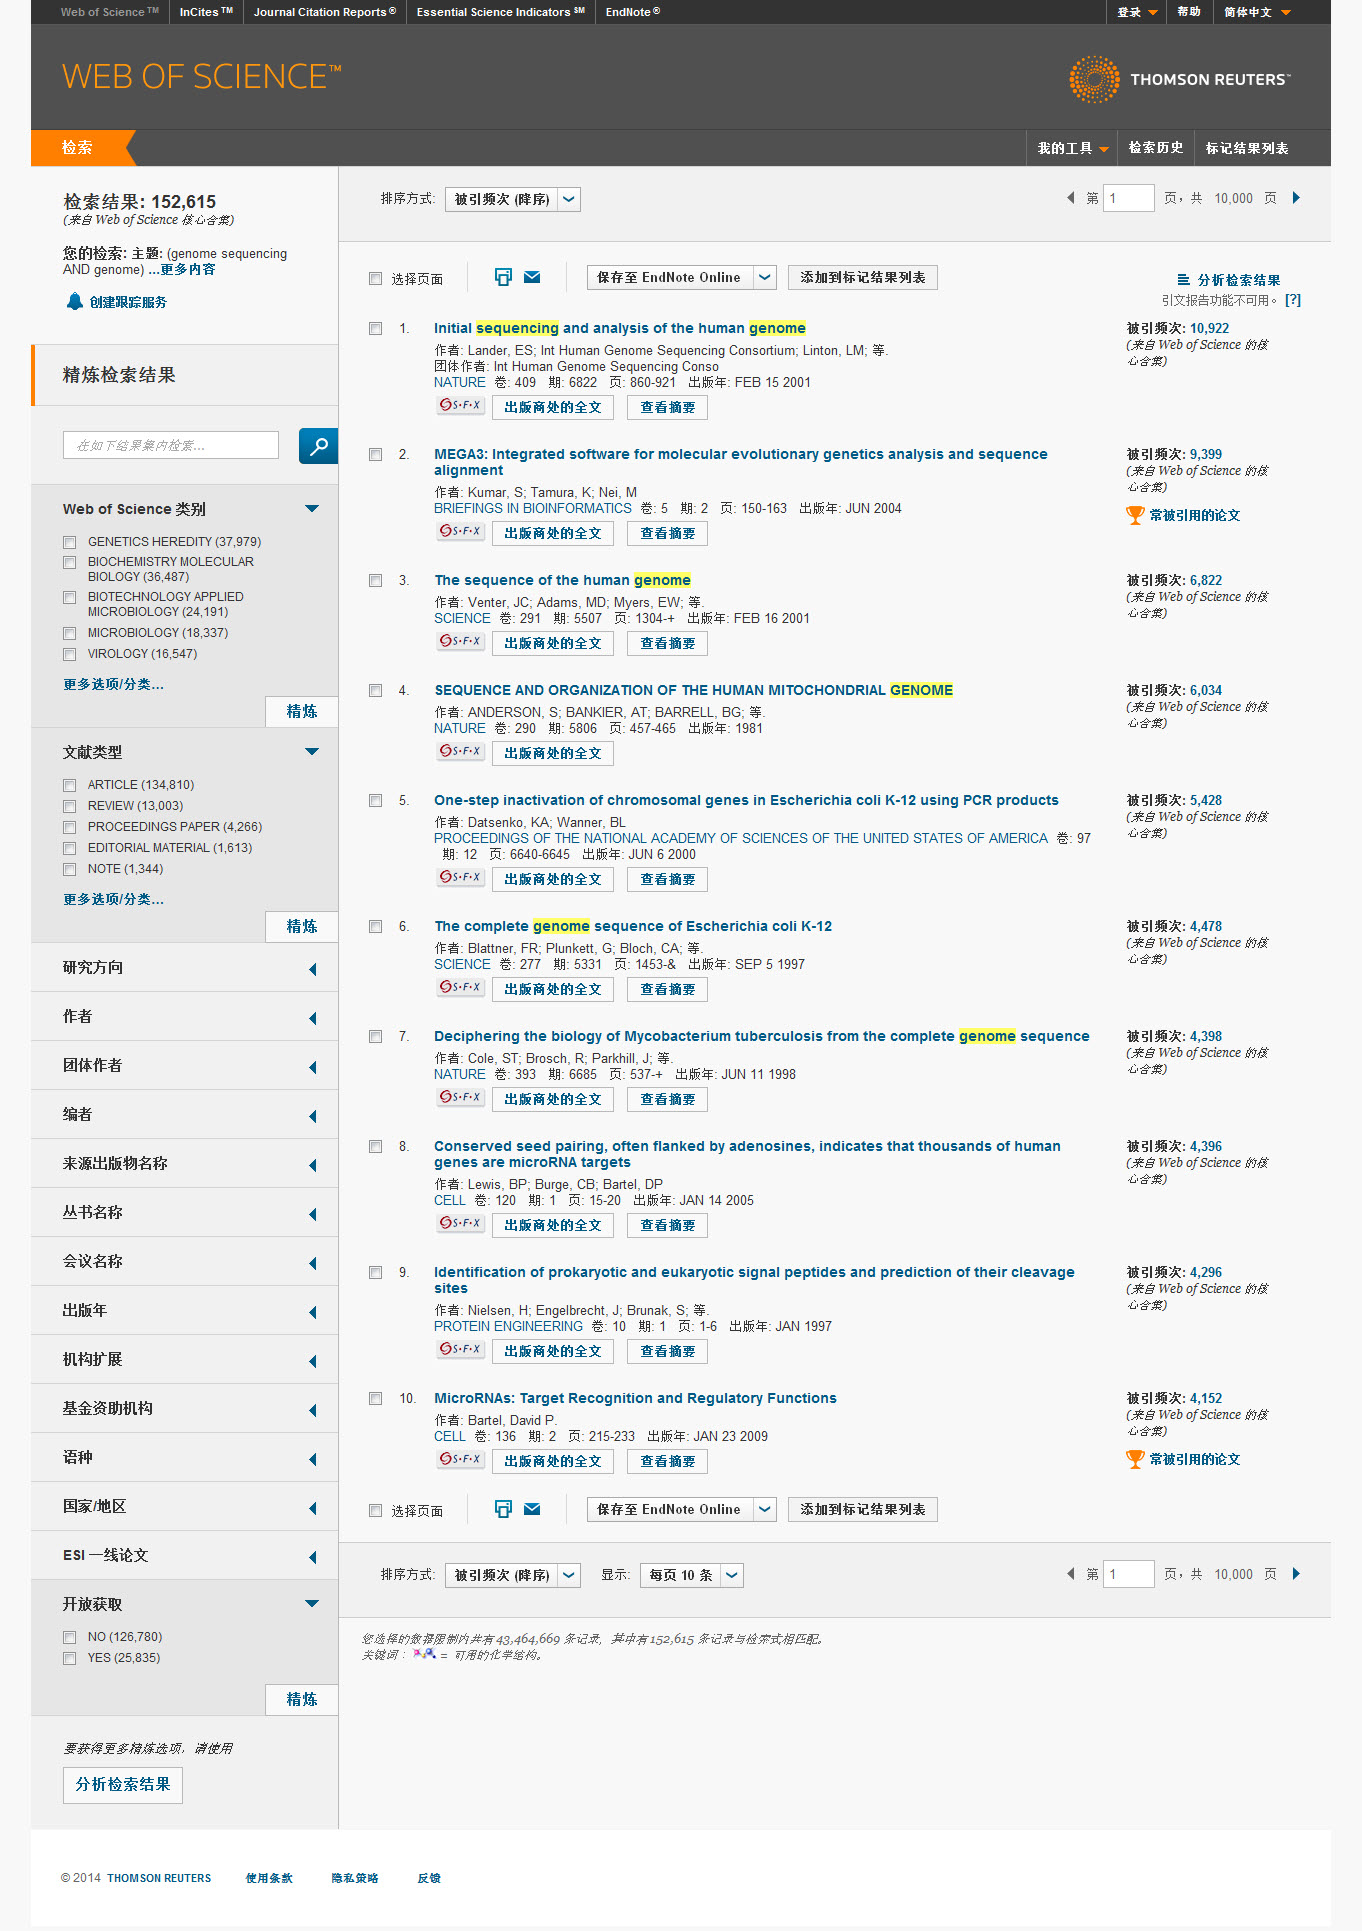 Web of Science™ InCites™ Journal Citation Reports® Essential Science Indicators℠ EndNote® 登录 帮助 简体中文
WEB OF SCIENCE™
THOMSON REUTERS™
检索 我的工具 检索历史 标记结果列表
检索结果: 152,615
(来自 Web of Science 核心合集)
您的检索: 主题: (genome sequencing
AND genome) ...更多内容
创建跟踪服务
精炼检索结果
在如下结果集内检索...
Web of Science 类别
GENETICS HEREDITY (37,979)
BIOCHEMISTRY MOLECULAR
BIOLOGY (36,487)
BIOTECHNOLOGY APPLIED
MICROBIOLOGY (24,191)
MICROBIOLOGY (18,337)
VIROLOGY (16,547)
更多选项/分类...
精炼
文献类型
ARTICLE (134,810)
REVIEW (13,003)
PROCEEDINGS PAPER (4,266)
EDITORIAL MATERIAL (1,613)
NOTE (1,344)
更多选项/分类...
精炼
研究方向
作者
团体作者
编者
来源出版物名称
丛书名称
会议名称
出版年
机构扩展
基金资助机构
语种
国家/地区
ESI 一线论文
开放获取
NO (126,780)
YES (25,835)
精炼
要获得更多精炼选项，请使用
分析检索结果
排序方式: 被引频次 (降序) 第 1 页，共 10,000 页
选择页面 保存至 EndNote Online 添加到标记结果列表
分析检索结果
引文报告功能不可用。 [?]
1. Initial sequencing and analysis of the human genome
作者: Lander, ES; Int Human Genome Sequencing Consortium; Linton, LM; 等.
团体作者: Int Human Genome Sequencing Conso
NATURE 卷: 409 期: 6822 页: 860-921 出版年: FEB 15 2001
S·F·X 出版商处的全文 查看摘要
被引频次: 10,922
(来自 Web of Science 的核
心合集)
2. MEGA3: Integrated software for molecular evolutionary genetics analysis and sequence
alignment
作者: Kumar, S; Tamura, K; Nei, M
BRIEFINGS IN BIOINFORMATICS 卷: 5 期: 2 页: 150-163 出版年: JUN 2004
S·F·X 出版商处的全文 查看摘要
被引频次: 9,399
(来自 Web of Science 的核
心合集)
常被引用的论文
3. The sequence of the human genome
作者: Venter, JC; Adams, MD; Myers, EW; 等.
SCIENCE 卷: 291 期: 5507 页: 1304-+ 出版年: FEB 16 2001
S·F·X 出版商处的全文 查看摘要
被引频次: 6,822
(来自 Web of Science 的核
心合集)
4. SEQUENCE AND ORGANIZATION OF THE HUMAN MITOCHONDRIAL GENOME
作者: ANDERSON, S; BANKIER, AT; BARRELL, BG; 等.
NATURE 卷: 290 期: 5806 页: 457-465 出版年: 1981
S·F·X 出版商处的全文
被引频次: 6,034
(来自 Web of Science 的核
心合集)
5. One-step inactivation of chromosomal genes in Escherichia coli K-12 using PCR products
作者: Datsenko, KA; Wanner, BL
PROCEEDINGS OF THE NATIONAL ACADEMY OF SCIENCES OF THE UNITED STATES OF AMERICA 卷: 97
期: 12 页: 6640-6645 出版年: JUN 6 2000
S·F·X 出版商处的全文 查看摘要
被引频次: 5,428
(来自 Web of Science 的核
心合集)
6. The complete genome sequence of Escherichia coli K-12
作者: Blattner, FR; Plunkett, G; Bloch, CA; 等.
SCIENCE 卷: 277 期: 5331 页: 1453-& 出版年: SEP 5 1997
S·F·X 出版商处的全文 查看摘要
被引频次: 4,478
(来自 Web of Science 的核
心合集)
7. Deciphering the biology of Mycobacterium tuberculosis from the complete genome sequence
作者: Cole, ST; Brosch, R; Parkhill, J; 等.
NATURE 卷: 393 期: 6685 页: 537-+ 出版年: JUN 11 1998
S·F·X 出版商处的全文 查看摘要
被引频次: 4,398
(来自 Web of Science 的核
心合集)
8. Conserved seed pairing, often flanked by adenosines, indicates that thousands of human
genes are microRNA targets
作者: Lewis, BP; Burge, CB; Bartel, DP
CELL 卷: 120 期: 1 页: 15-20 出版年: JAN 14 2005
S·F·X 出版商处的全文 查看摘要
被引频次: 4,396
(来自 Web of Science 的核
心合集)
9. Identification of prokaryotic and eukaryotic signal peptides and prediction of their cleavage
sites
作者: Nielsen, H; Engelbrecht, J; Brunak, S; 等.
PROTEIN ENGINEERING 卷: 10 期: 1 页: 1-6 出版年: JAN 1997
S·F·X 出版商处的全文 查看摘要
被引频次: 4,296
(来自 Web of Science 的核
心合集)
10. MicroRNAs: Target Recognition and Regulatory Functions
作者: Bartel, David P.
CELL 卷: 136 期: 2 页: 215-233 出版年: JAN 23 2009
S·F·X 出版商处的全文 查看摘要
被引频次: 4,152
(来自 Web of Science 的核
心合集)
常被引用的论文
选择页面 保存至 EndNote Online 添加到标记结果列表
排序方式: 被引频次 (降序) 显示: 每页 10 条 第 1 页，共 10,000 页
您选择的数据限制内共有 43,464,669 条记录，其中有 152,615 条记录与检索式相匹配。
关键词： = 可用的化学结构。
© 2014 THOMSON REUTERS 使用条款 隐私策略 反馈